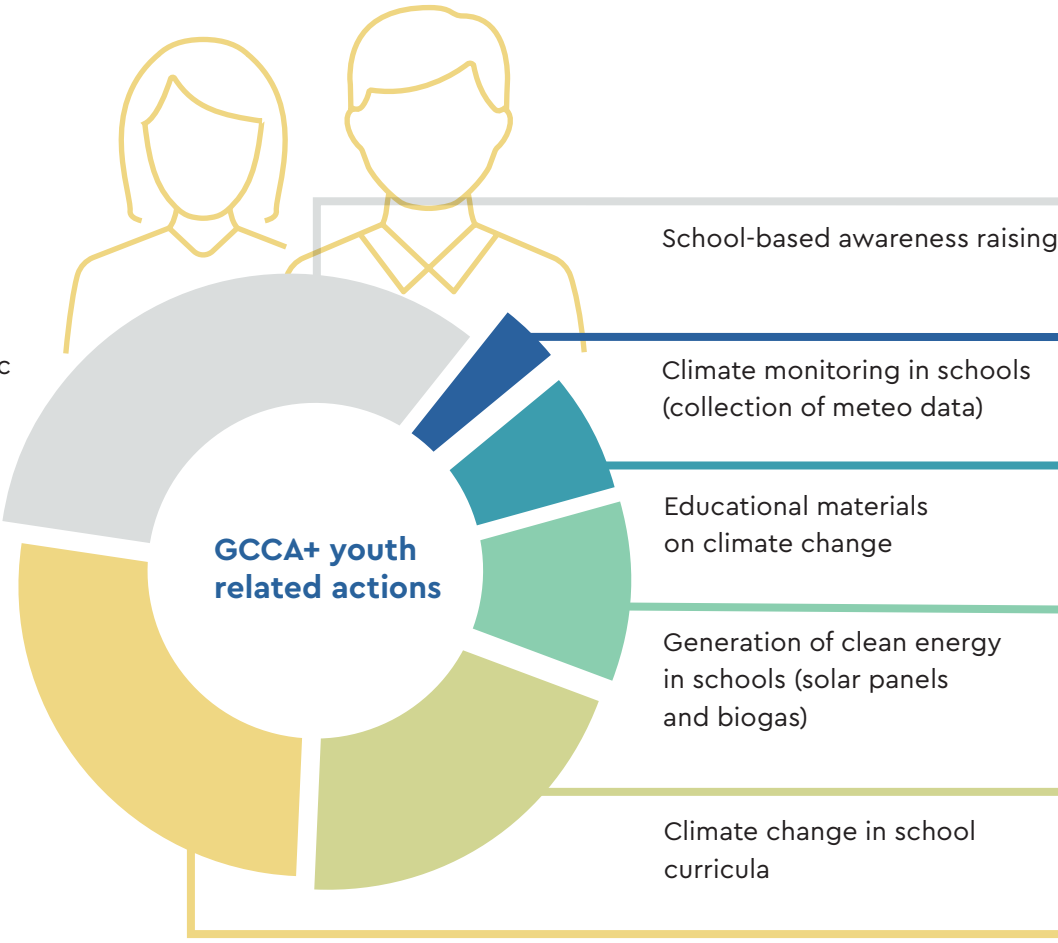 School-based awareness raising
c
Climate monitoring in schools
(collection of meteo data)
Educational materials
on climate change
GCCA+ youth
related actions
Generation of clean energy
in schools (solar panels
and biogas)
Climate change in school
curricula